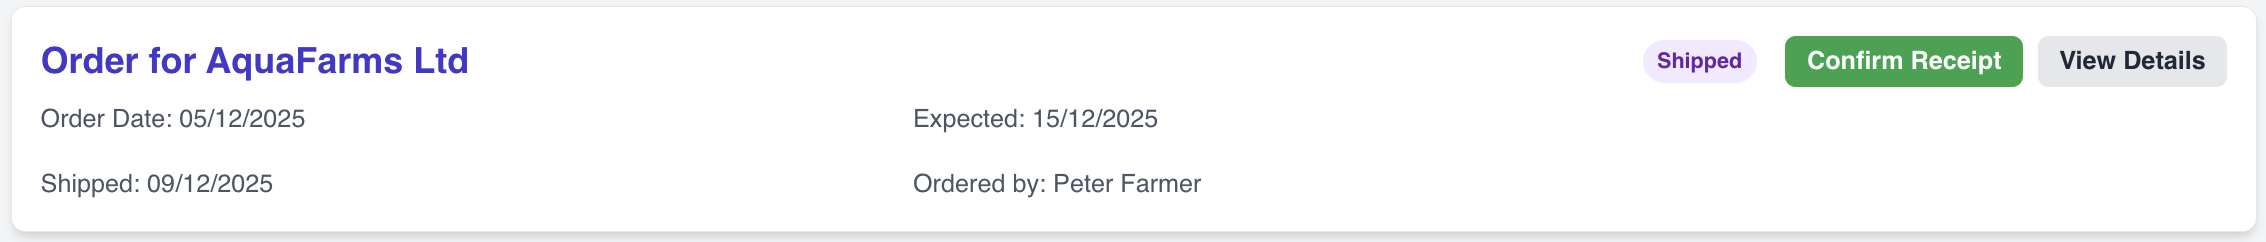 Order for AquaFarms Ltd
Shipped
Confirm Receipt
View Details
Order Date: 05/12/2025
Expected: 15/12/2025
Shipped: 09/12/2025
Ordered by: Peter Farmer